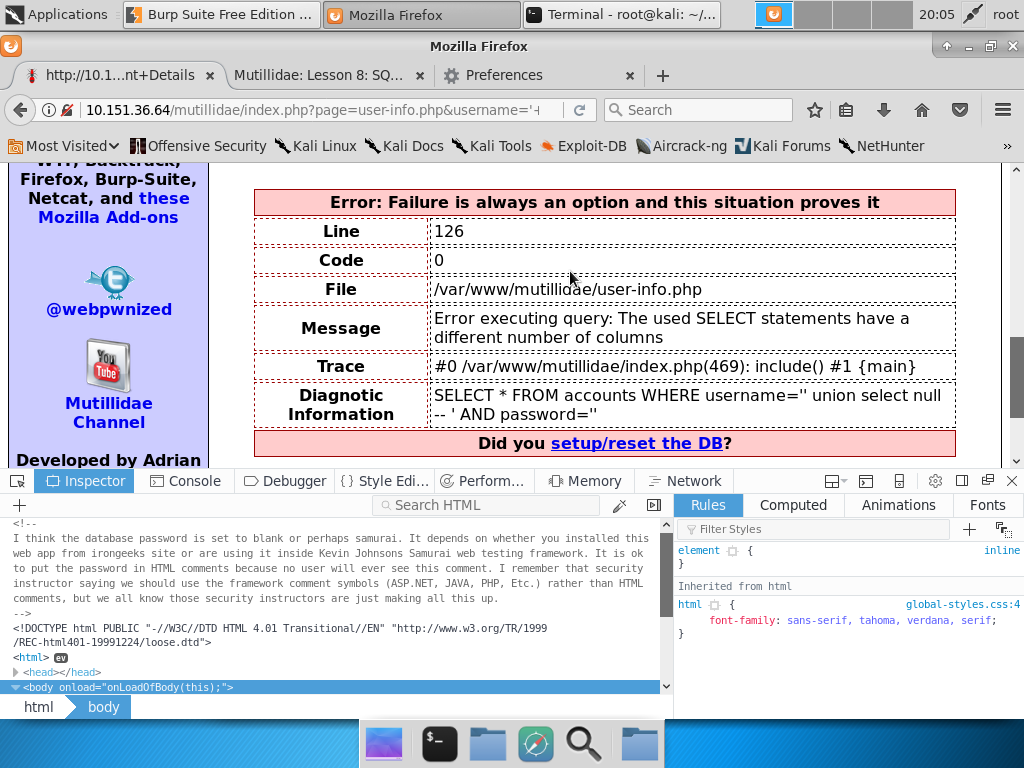 Applications
Burp Suite Free Edition ...
Mozilla Firefox
Terminal - root@kali: ~/...
20:05
root
Mozilla Firefox
http://10.1...nt+Details
Mutillidae: Lesson 8: SQ...
Preferences
10.151.36.64/mutillidae/index.php?page=user-info.php&username='+
Search
Most Visited
Offensive Security
Kali Linux
Kali Docs
Kali Tools
Exploit-DB
Aircrack-ng
Kali Forums
NetHunter
»
WTF, Backtrack,
Firefox, Burp-Suite,
Netcat, and these
Mozilla Add-ons
@webpwnized
You
Tube
Mutillidae
Channel
Developed by Adrian
Error: Failure is always an option and this situation proves it
Line
126
Code
0
File
/var/www/mutillidae/user-info.php
Message
Error executing query: The used SELECT statements have a
different number of columns
Trace
#0 /var/www/mutillidae/index.php(469): include() #1 {main}
Diagnostic
Information
SELECT * FROM accounts WHERE username='' union select null
-- ' AND password=''
Did you setup/reset the DB?
Inspector
Console
Debugger
Style Edi...
Perform...
Memory
Network
Search HTML
Rules
Computed
Animations
Fonts
<!--
I think the database password is set to blank or perhaps samurai. It depends on whether you installed this
web app from irongeeks site or are using it inside Kevin Johnsons Samurai web testing framework. It is ok
to put the password in HTML comments because no user will ever see this comment. I remember that security
instructor saying we should use the framework comment symbols (ASP.NET, JAVA, PHP, Etc.) rather than HTML
comments, but we all know those security instructors are just making all this up.
-->
<!DOCTYPE html PUBLIC "-//W3C//DTD HTML 4.01 Transitional//EN" "http://www.w3.org/TR/1999
/REC-html401-19991224/loose.dtd">
<html> ev
<head></head>
<body onload="onLoadOfBody(this);">
html
body
Filter Styles
element { inline
}
Inherited from html
html { global-styles.css:4
font-family: sans-serif, tahoma, verdana, serif;
}